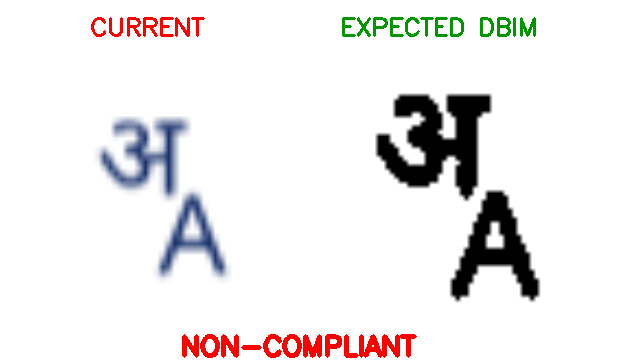 CURRENT EXPECTED DBIM
अ अ
A A
NON-COMPLIANT